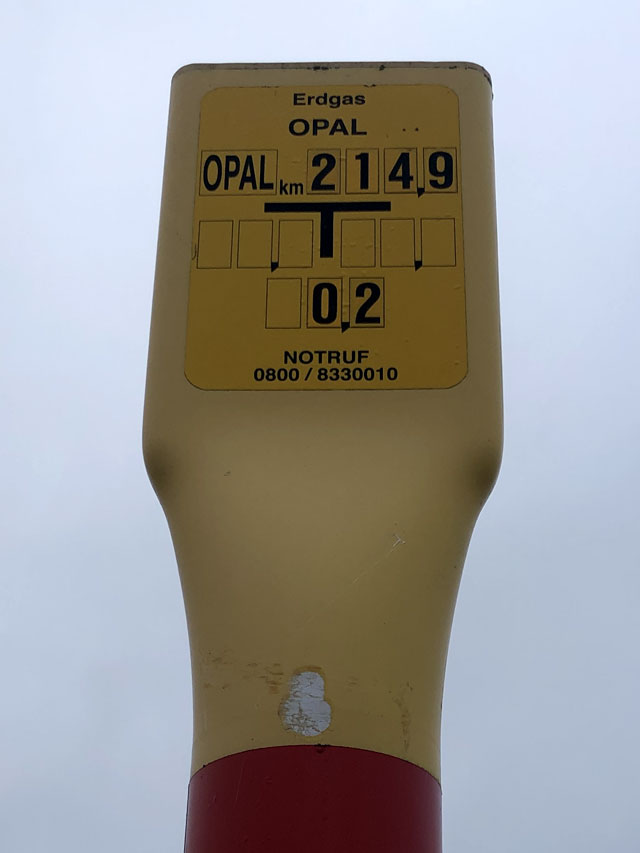 Erdgas
OPAL
OPAL km 214,9
0,2
NOTRUF
0800 / 8330010